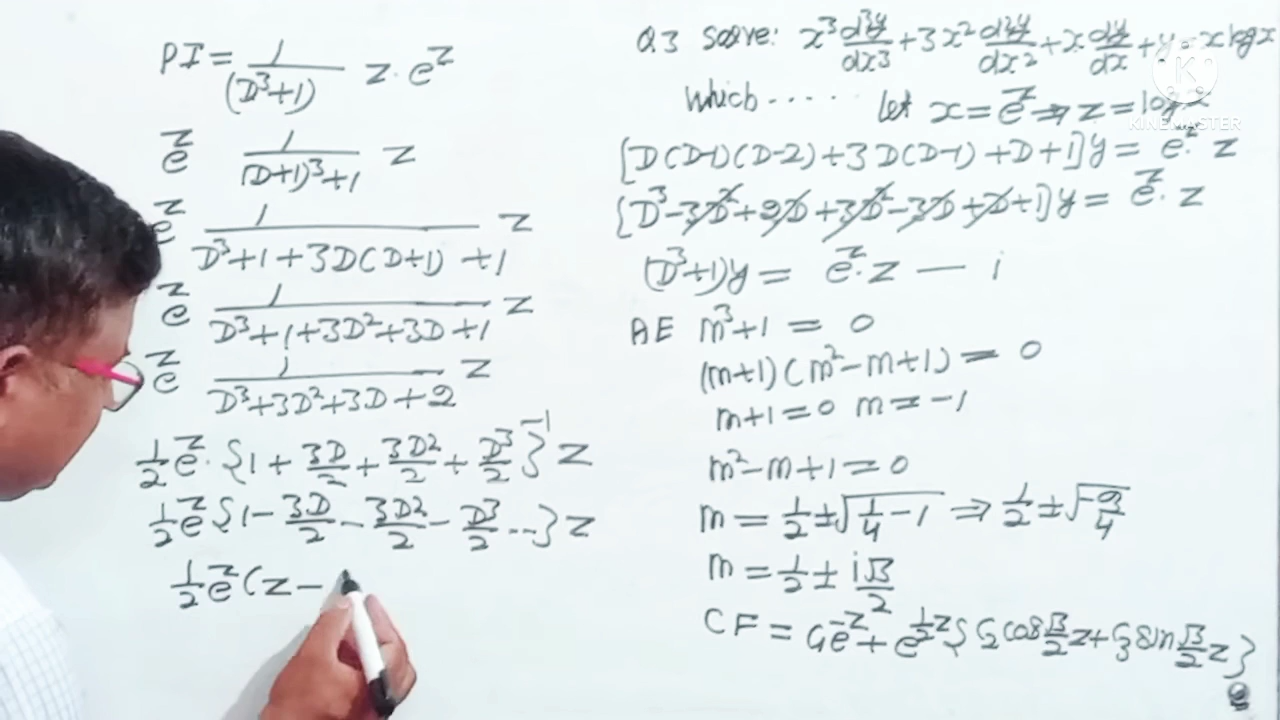 PI = 1/(D³+1) z·e^z
e^z 1/((D+1)³+1) z
e^z 1/(D³+1+3D(D+1)+1) z
e^z 1/(D³+1+3D²+3D+1) z
e^z 1/(D³+3D²+3D+2) z
1/2 e^z·{1 + 3D/2 + 3D²/2 + D³/2}⁻¹ z
1/2 e^z {1 - 3D/2 - 3D²/2 - D³/2 ...} z
1/2 e^z (z -
Q3 solve: x³ d³y/dx³ + 3x² d²y/dx² + x dy/dx + y = x log x
Which ..... let x = e^z ⇒ z = log x
[D(D-1)(D-2) + 3D(D-1) + D + 1]y = e^z· z
[D³ - 3D² + 2D + 3D² - 3D + D + 1]y = e^z· z
(D³+1)y = e^z· z — i
AE m³+1 = 0
(m+1)(m²-m+1) = 0
m+1=0 m = -1
m²-m+1 = 0
m = 1/2 ± √(1/4 - 1) ⇒ 1/2 ± √(-3/4)
m = 1/2 ± i√3/2
CF = C₁e^-z + e^(1/2 z) { C₂ cos √3/2 z + C₃ sin √3/2 z }
K
KINEMASTER